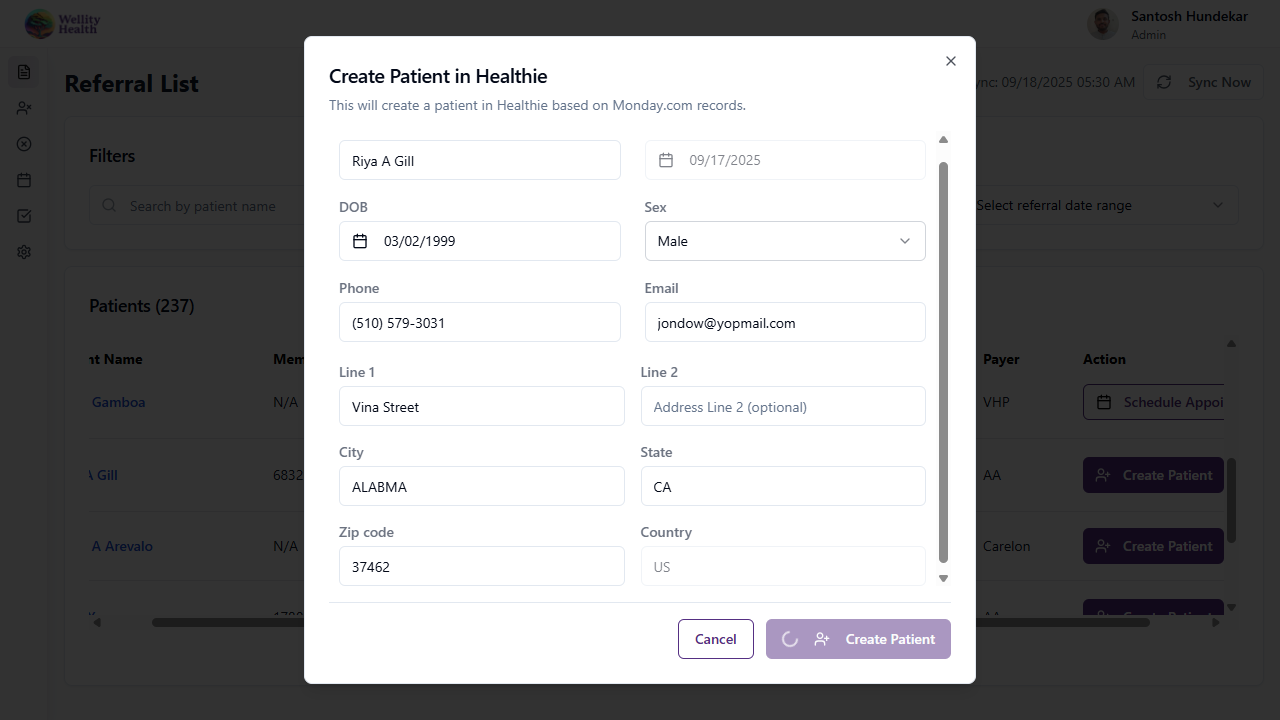 Wellity
Health
Santosh Hundekar
Admin
Referral List
ync: 09/18/2025 05:30 AM
Sync Now
Filters
Search by patient name
Select referral date range
Patients (237)
nt Name
Mem
Payer
Action
Gamboa
N/A
VHP
Schedule Appoi
A Gill
6832
AA
Create Patient
A Arevalo
N/A
Carelon
Create Patient
Create Patient in Healthie
This will create a patient in Healthie based on Monday.com records.
Riya A Gill
09/17/2025
DOB
Sex
03/02/1999
Male
Phone
Email
(510) 579-3031
jondow@yopmail.com
Line 1
Line 2
Vina Street
Address Line 2 (optional)
City
State
ALABMA
CA
Zip code
Country
37462
US
Cancel
Create Patient